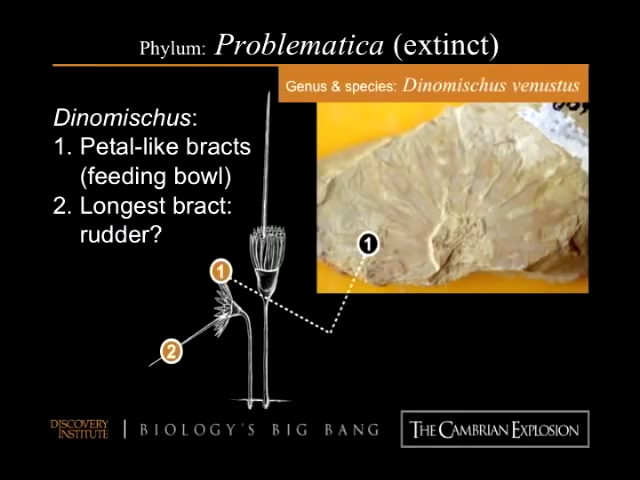 Phylum: Problematica (extinct)
Genus & species: Dinomischus venustus
Dinomischus:
1. Petal-like bracts
(feeding bowl)
2. Longest bract:
rudder?
1
1
2
DISCOVERY
INSTITUTE
BIOLOGY'S BIG BANG
THE CAMBRIAN EXPLOSION